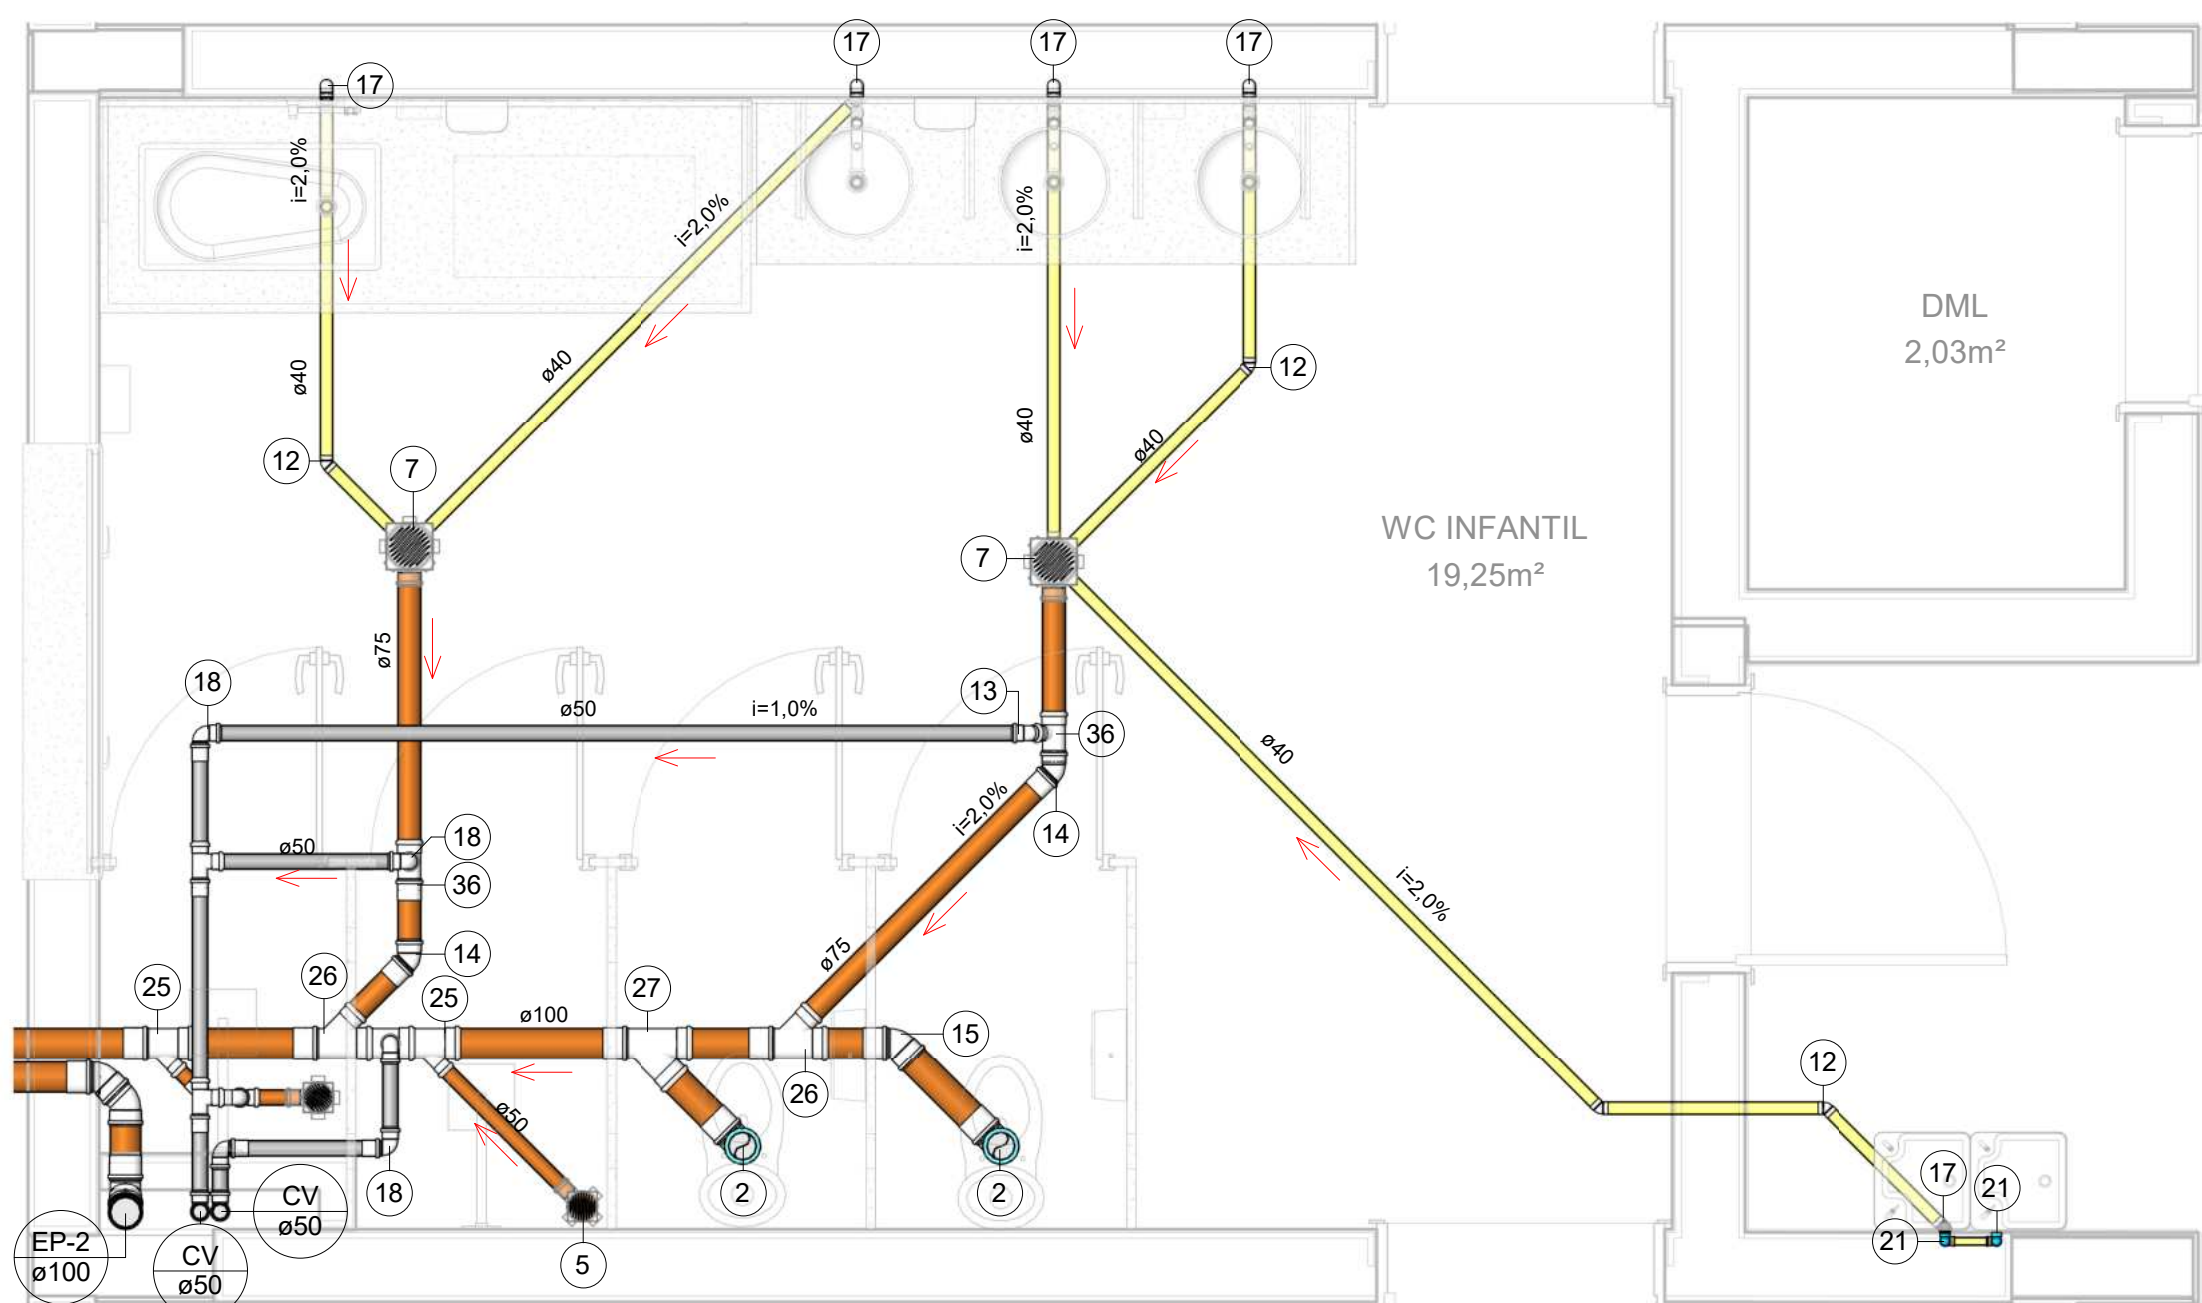 17
17
17
17
i=2,0%
i=2,0%
i=2,0%
DML
2,03m²
ø40
ø40
ø40
ø40
12
12
7
7
WC INFANTIL
19,25m²
ø75
18
ø50
i=1,0%
13
36
ø40
i=2,0%
14
18
ø50
36
i=2,0%
14
ø75
25
26
25
ø100
27
15
26
12
ø50
2
2
18
17
21
21
CV
ø50
EP-2
ø100
CV
ø50
5